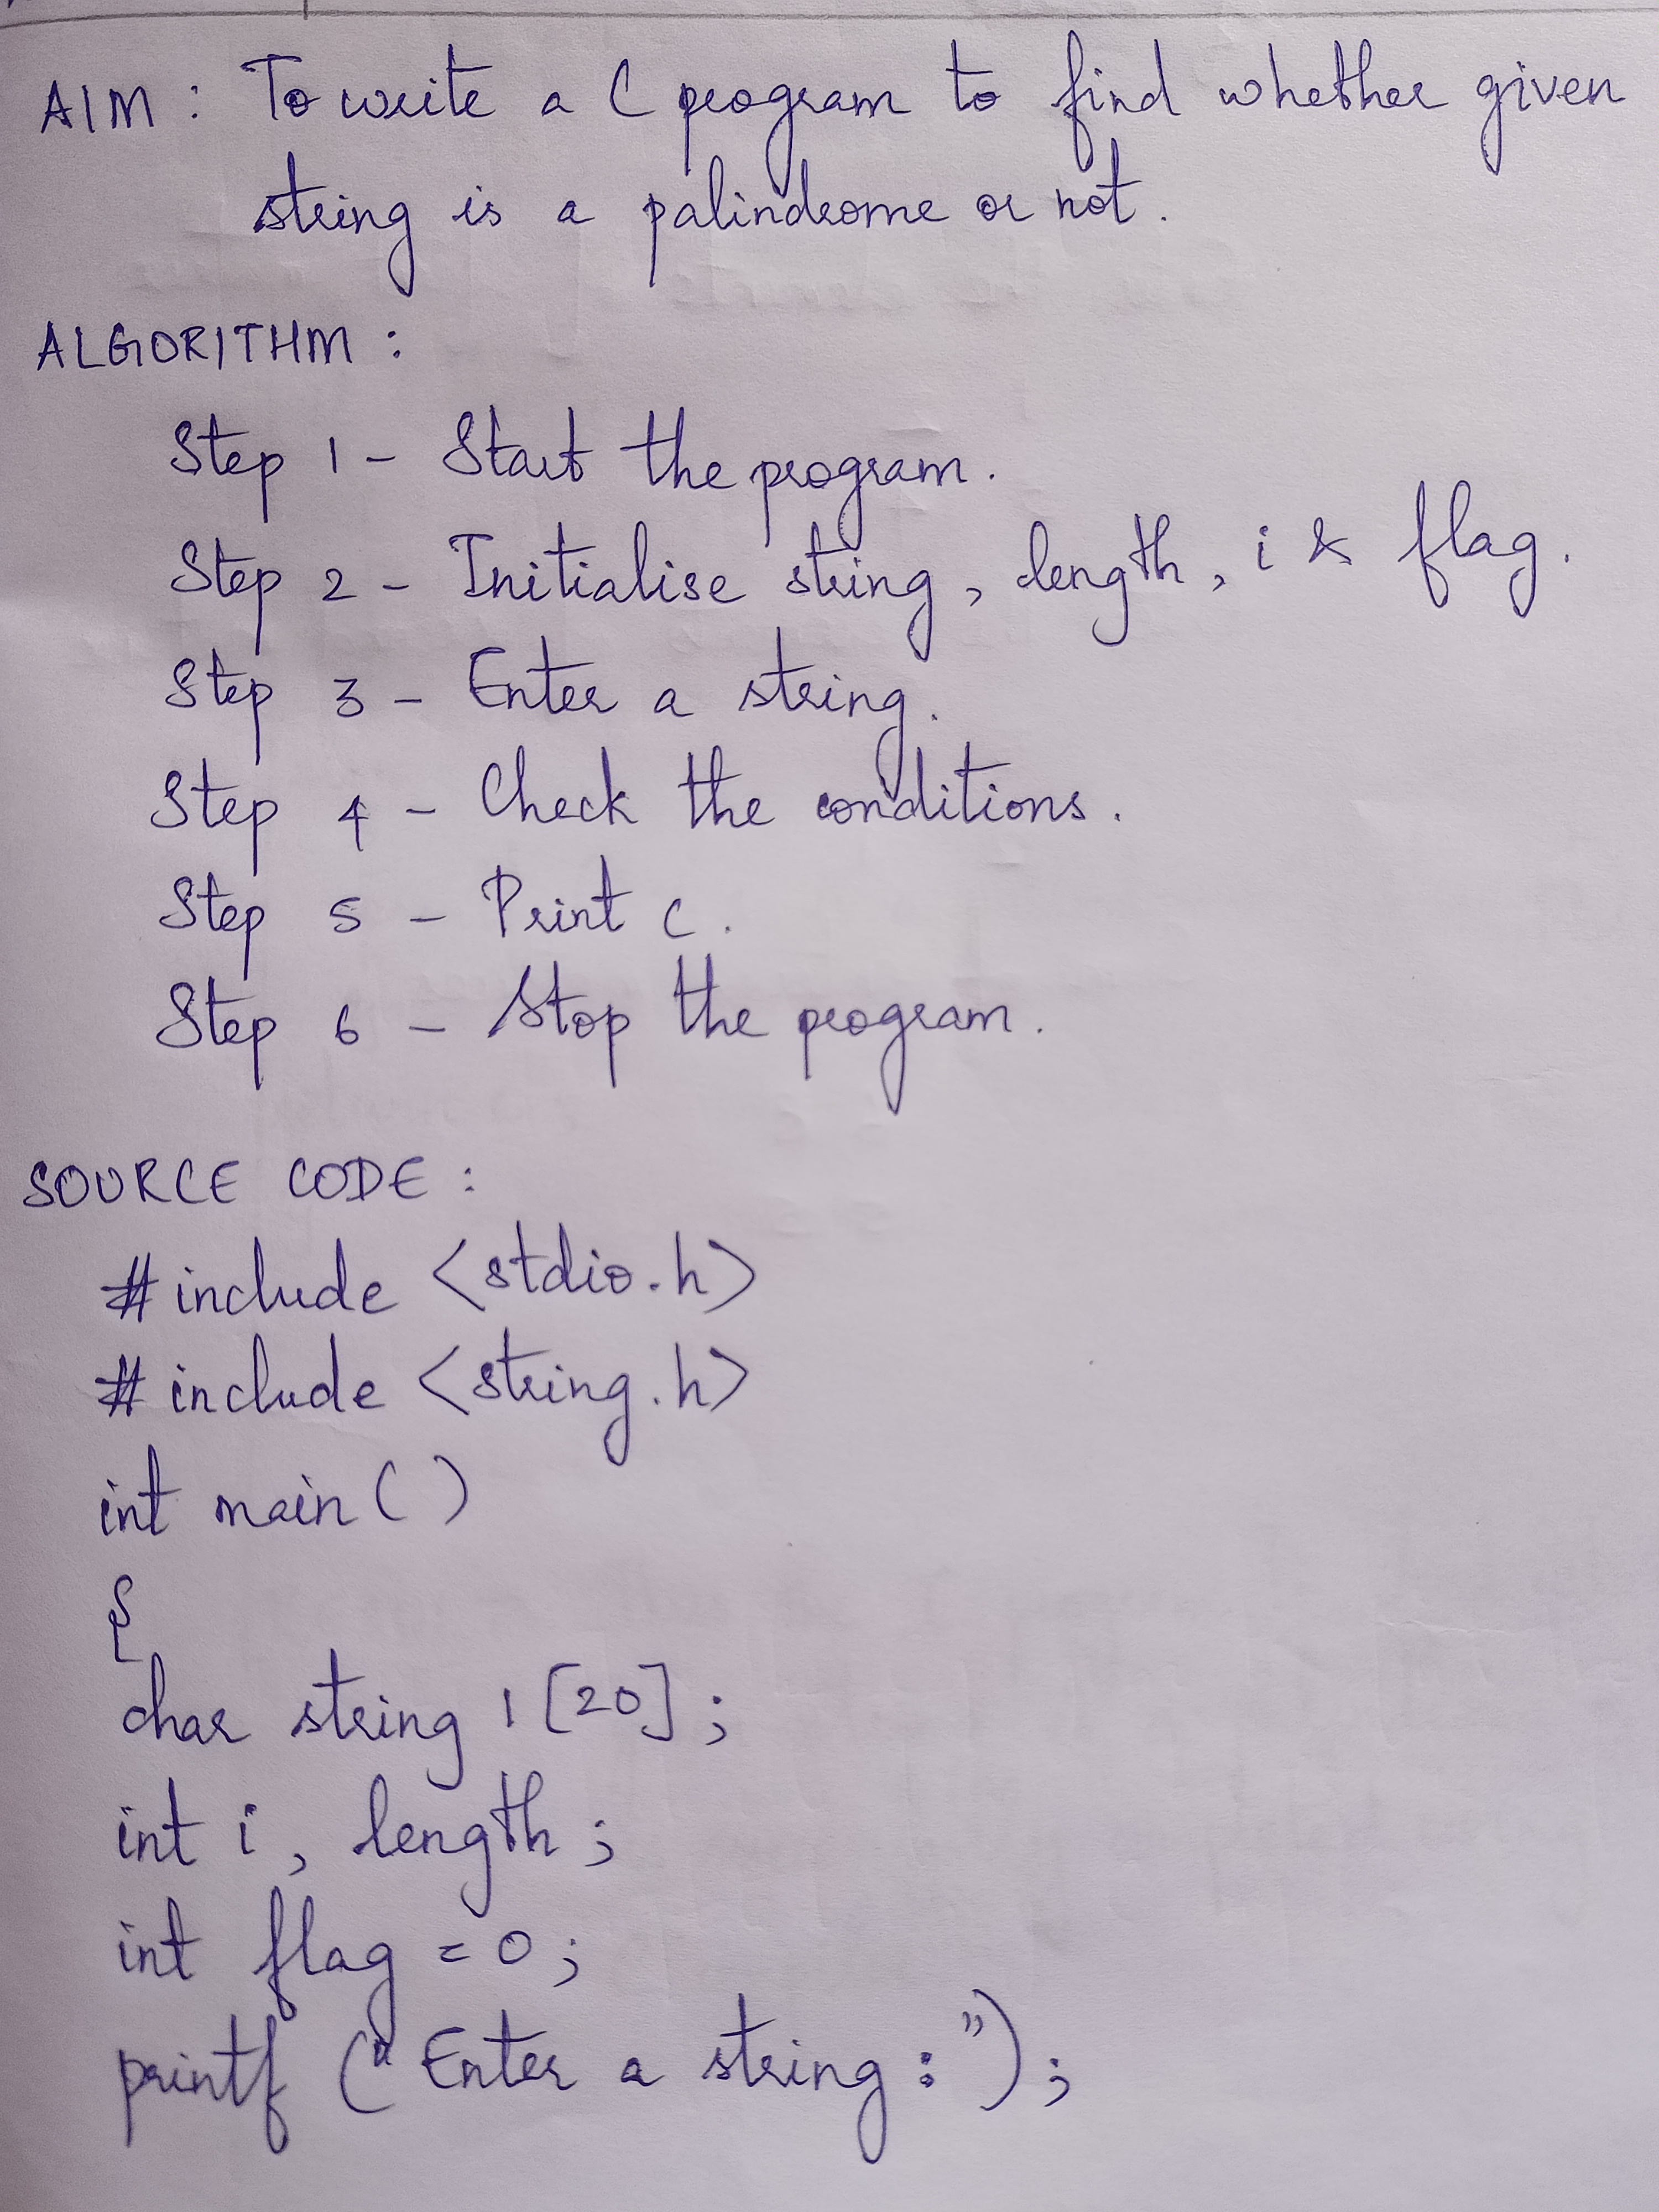 AIM : To write a C program to find whether given
string is a palindrome or not.
ALGORITHM :
Step 1 - Start the program.
Step 2 - Initialise string, length, i & flag.
Step 3 - Enter a string.
Step 4 - Check the conditions.
Step 5 - Print c.
Step 6 - Stop the program.
SOURCE CODE :
#include <stdio.h>
#include <string.h>
int main ( )
{
char string 1 [20] ;
int i, length ;
int flag = 0 ;
printf (" Enter a string : ") ;